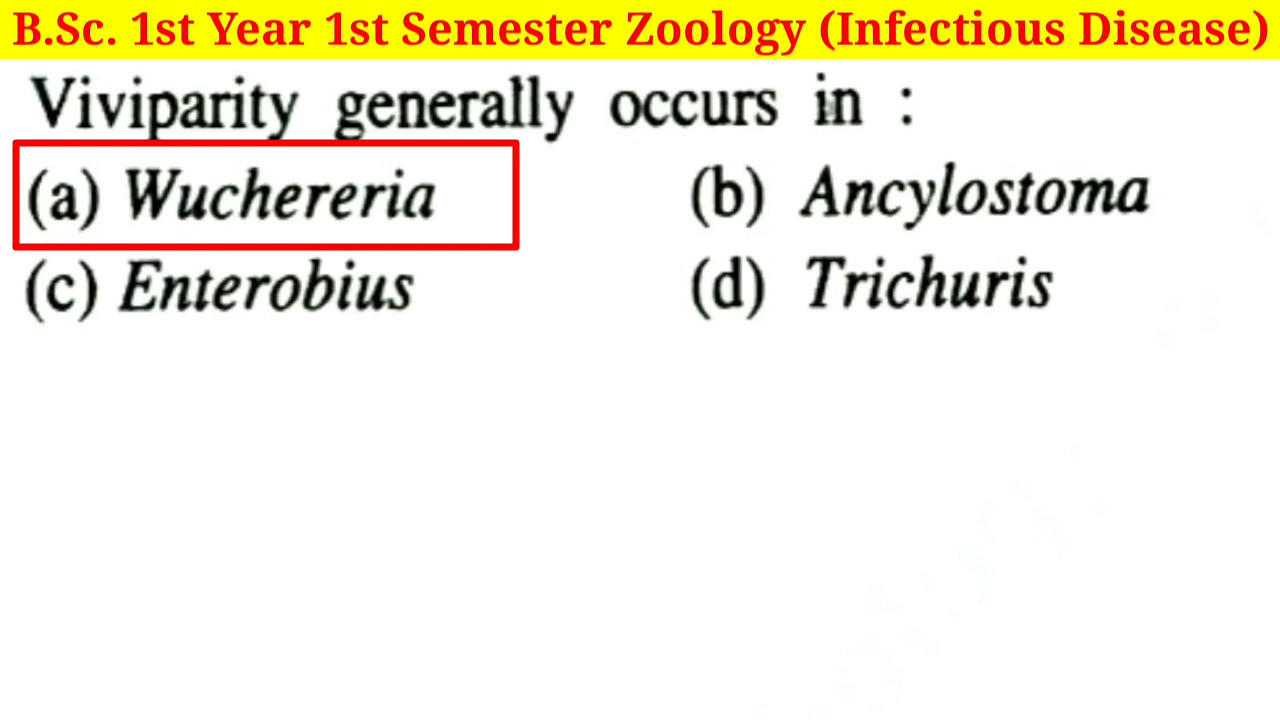 B.Sc. 1st Year 1st Semester Zoology (Infectious Disease)
Viviparity generally occurs in :
(a) Wuchereria (b) Ancylostoma
(c) Enterobius (d) Trichuris